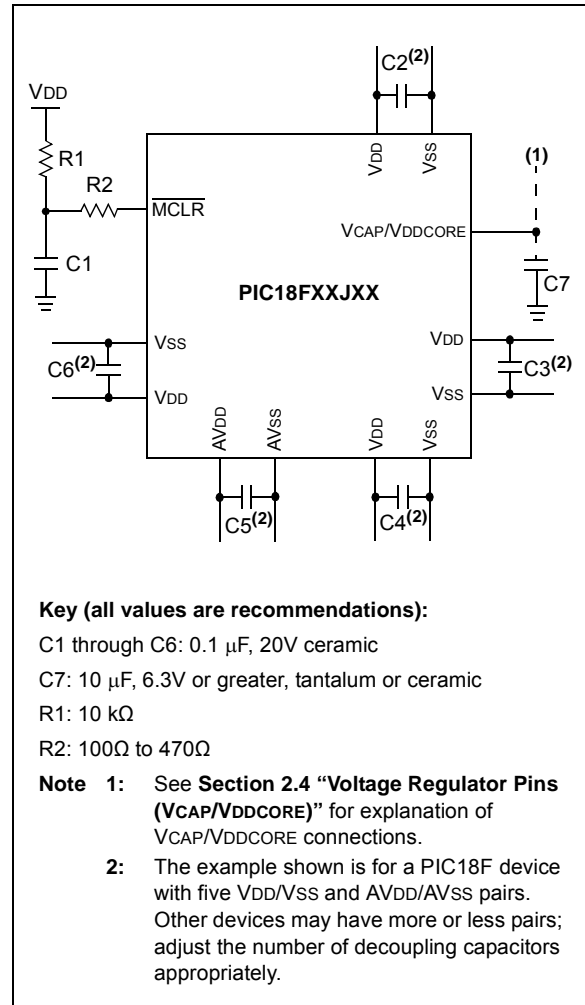 C2(2)
VDD
R1
R2
C1
MCLR
VDD
VSS
(1)
VCAP/VDDCORE
C7
PIC18FXXJXX
VSS
C6(2)
VDD
VDD
C3(2)
VSS
AVDD
AVSS
VDD
VSS
C5(2)
C4(2)
Key (all values are recommendations):
C1 through C6: 0.1 μF, 20V ceramic
C7: 10 μF, 6.3V or greater, tantalum or ceramic
R1: 10 kΩ
R2: 100Ω to 470Ω
Note 1: See Section 2.4 “Voltage Regulator Pins
(VCAP/VDDCORE)” for explanation of
VCAP/VDDCORE connections.
2: The example shown is for a PIC18F device
with five VDD/VSS and AVDD/AVSS pairs.
Other devices may have more or less pairs;
adjust the number of decoupling capacitors
appropriately.